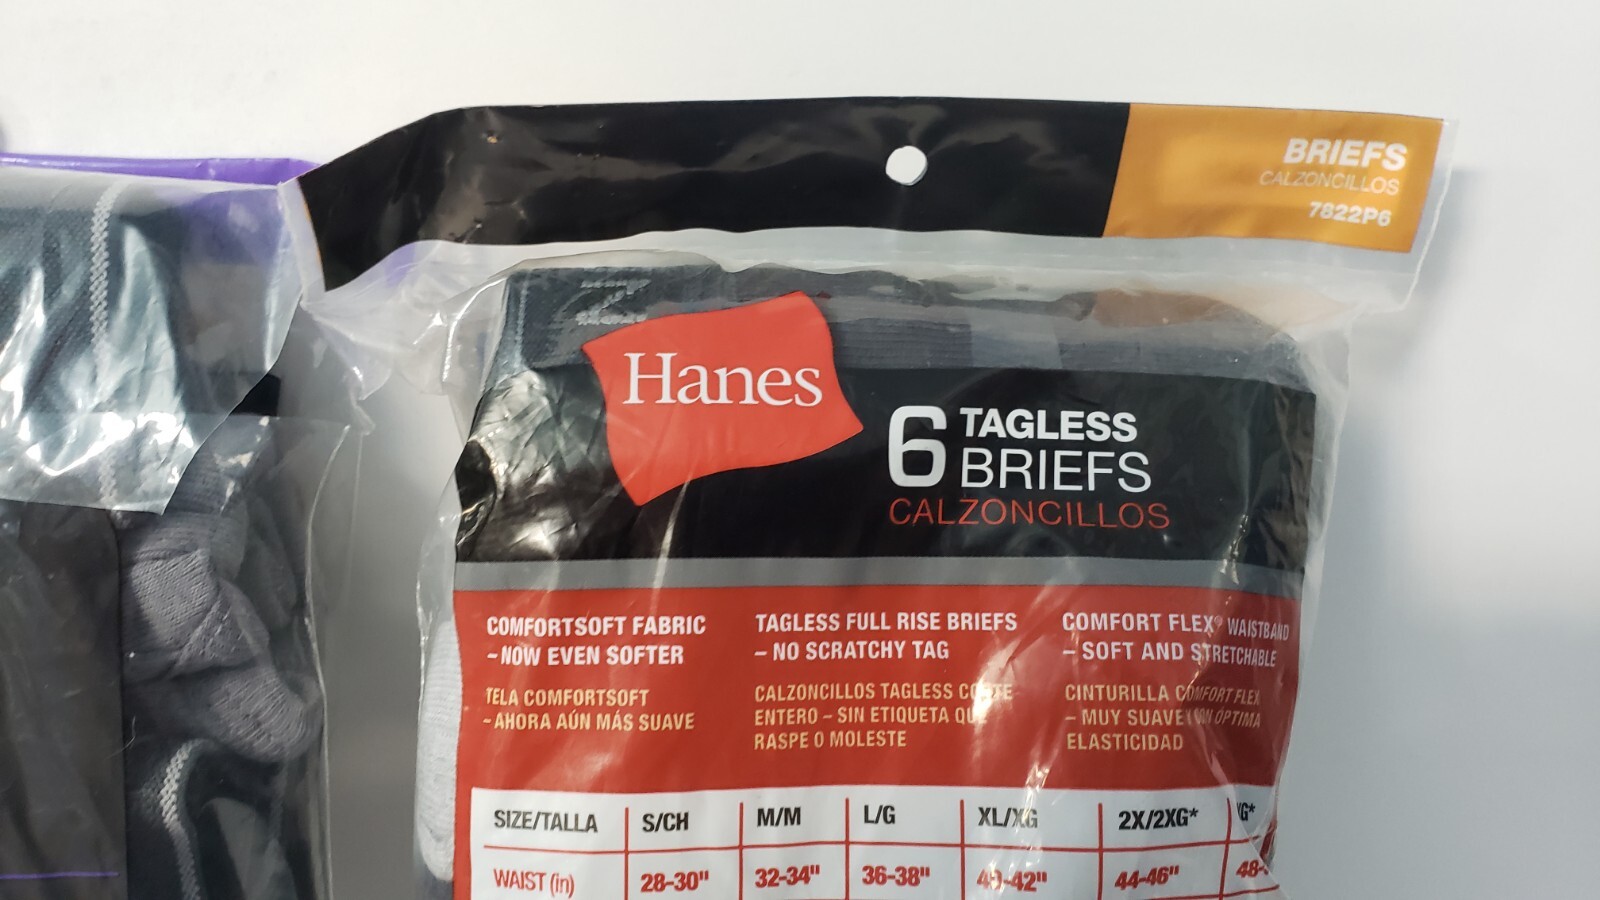 BRIEFS
CALZONCILLOS
7822P6
Hanes
6 TAGLESS
BRIEFS
CALZONCILLOS
COMFORTSOFT FABRIC
– NOW EVEN SOFTER
TELA COMFORTSOFT
– AHORA AÚN MÁS SUAVE
TAGLESS FULL RISE BRIEFS
– NO SCRATCHY TAG
CALZONCILLOS TAGLESS CORTE
ENTERO – SIN ETIQUETA QUE
RASPE O MOLESTE
COMFORT FLEX® WAISTBAND
– SOFT AND STRETCHABLE
CINTURILLA COMFORT FLEX
– MUY SUAVE CON ÓPTIMA
ELASTICIDAD
SIZE/TALLA S/CH M/M L/G XL/XG 2X/2XG*
WAIST (in) 28-30" 32-34" 36-38" 40-42" 44-46"